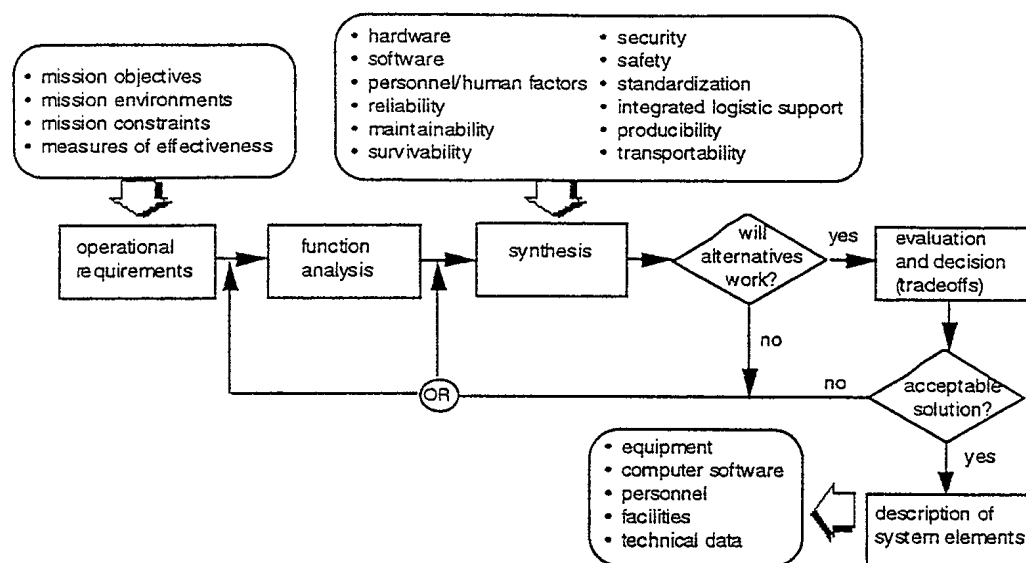 • mission objectives
• mission environments
• mission constraints
• measures of effectiveness
• hardware
• software
• personnel/human factors
• reliability
• maintainability
• survivability
• security
• safety
• standardization
• integrated logistic support
• producibility
• transportability
operational
requirements
function
analysis
synthesis
will
alternatives
work?
yes
evaluation
and decision
(tradeoffs)
no
OR
no
acceptable
solution?
yes
• equipment
• computer software
• personnel
• facilities
• technical data
description of
system elements